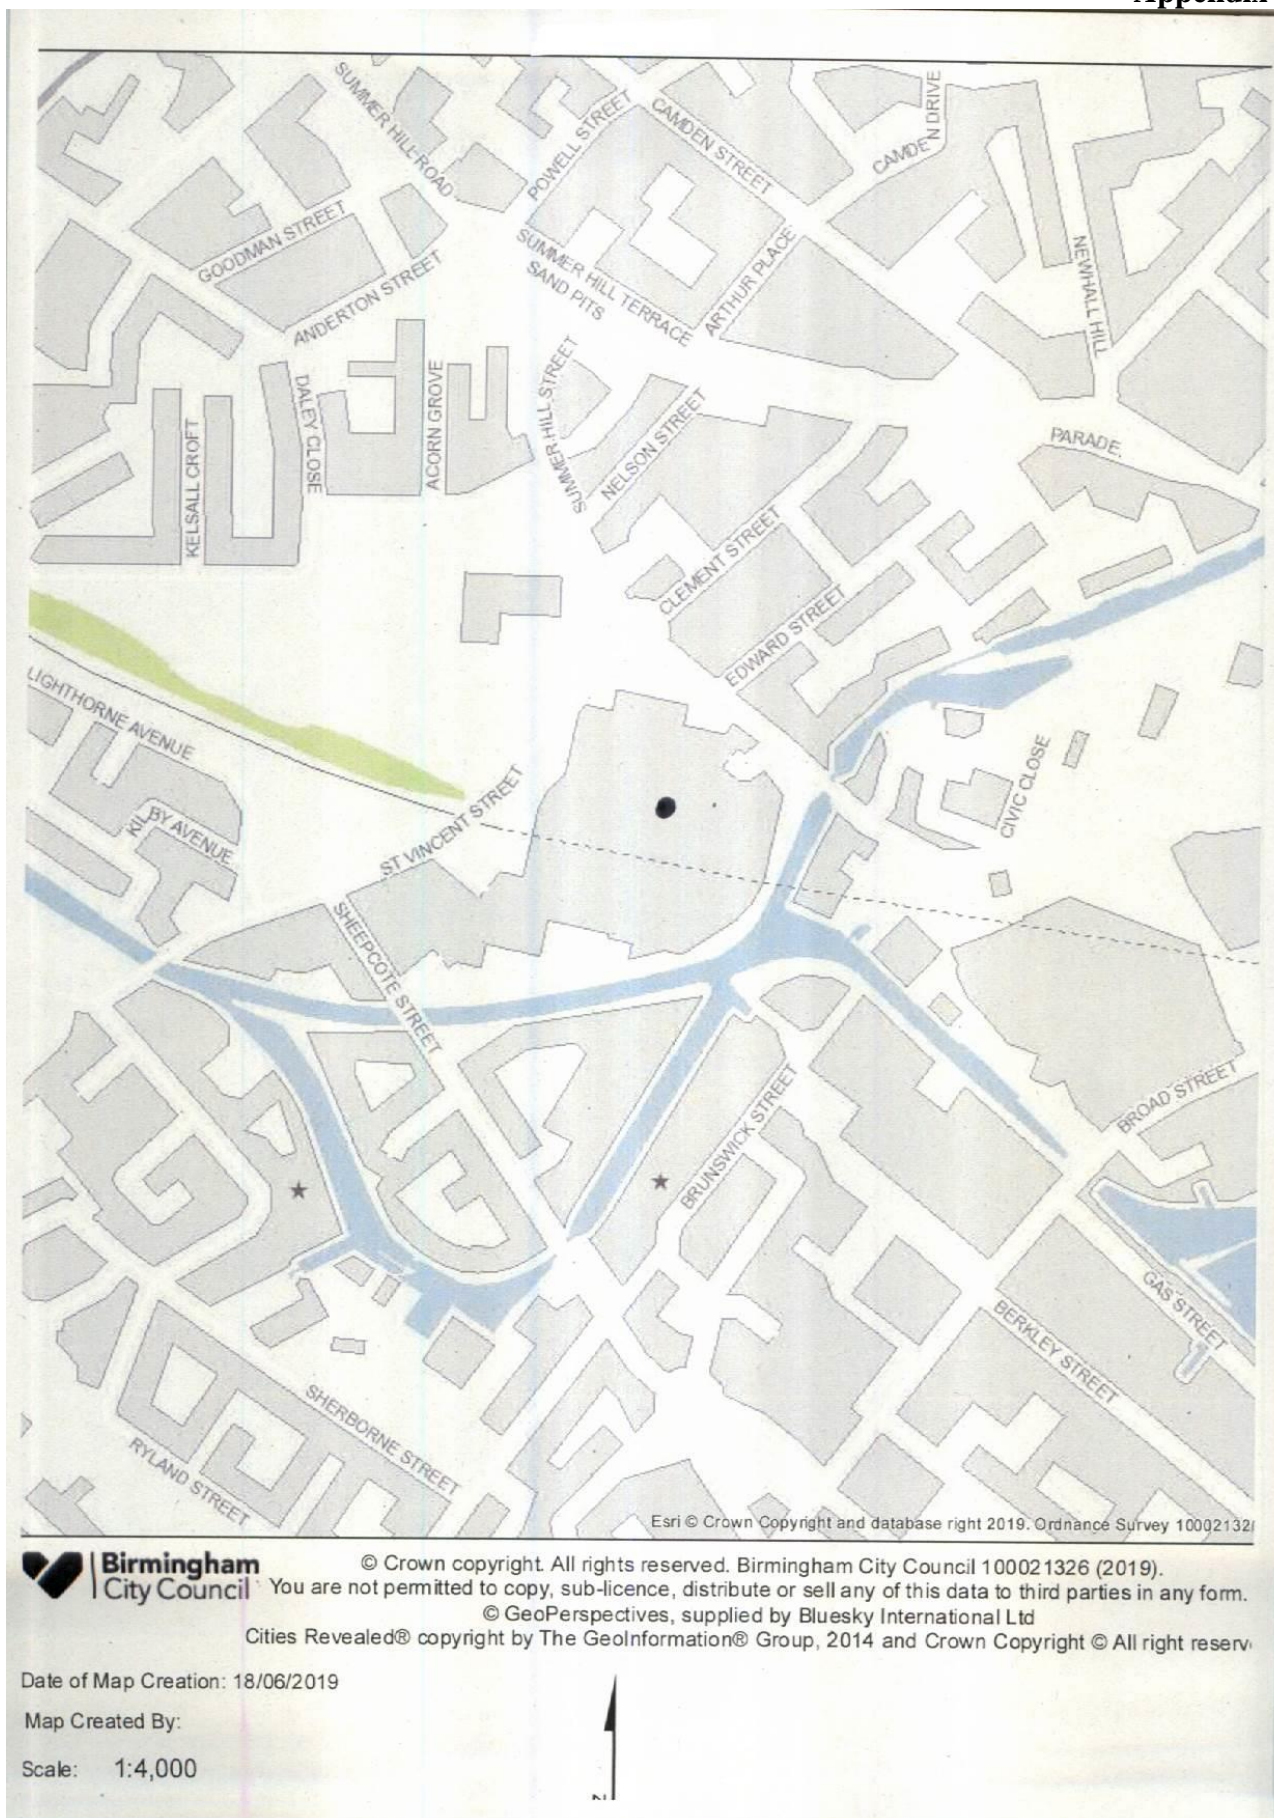 SUMMER HILL ROAD
POWELL STREET
CAMDEN STREET
CAMDEN DRIVE
GOODMAN STREET
ANDERTON STREET
SUMMER HILL TERRACE
SAND PITS
ARTHUR PLACE
NEWHALL HILL
KELSALL CROFT
DALEY CLOSE
ACORN GROVE
SUMMER HILL STREET
NELSON STREET
PARADE
CLEMENT STREET
EDWARD STREET
LIGHTHORNE AVENUE
KILBY AVENUE
ST VINCENT STREET
CIVIC CLOSE
SHEEPCOTE STREET
BROAD STREET
BRUNSWICK STREET
GAS STREET
BERKLEY STREET
SHERBORNE STREET
RYLAND STREET
Esri © Crown Copyright and database right 2019. Ordnance Survey 10002132
Birmingham
City Council
© Crown copyright. All rights reserved. Birmingham City Council 100021326 (2019).
You are not permitted to copy, sub-licence, distribute or sell any of this data to third parties in any form.
© GeoPerspectives, supplied by Bluesky International Ltd
Cities Revealed® copyright by The GeoInformation® Group, 2014 and Crown Copyright © All right reserv
Date of Map Creation: 18/06/2019
Map Created By:
Scale: 1:4,000
N